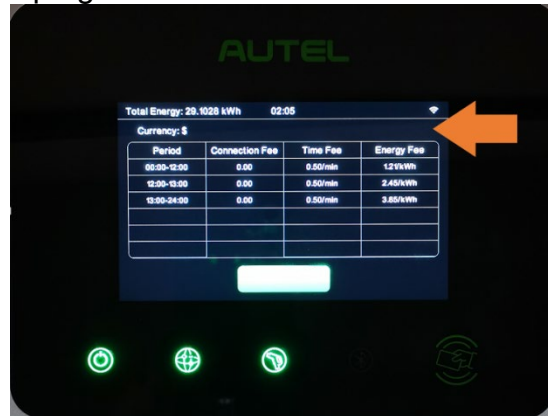 AUTEL
Total Energy: 29.1028 kWh 02:05
Currency: $
Period Connection Fee Time Fee Energy Fee
00:00-12:00 0.00 0.50/min 1.21/kWh
12:00-13:00 0.00 0.50/min 2.45/kWh
13:00-24:00 0.00 0.50/min 3.85/kWh